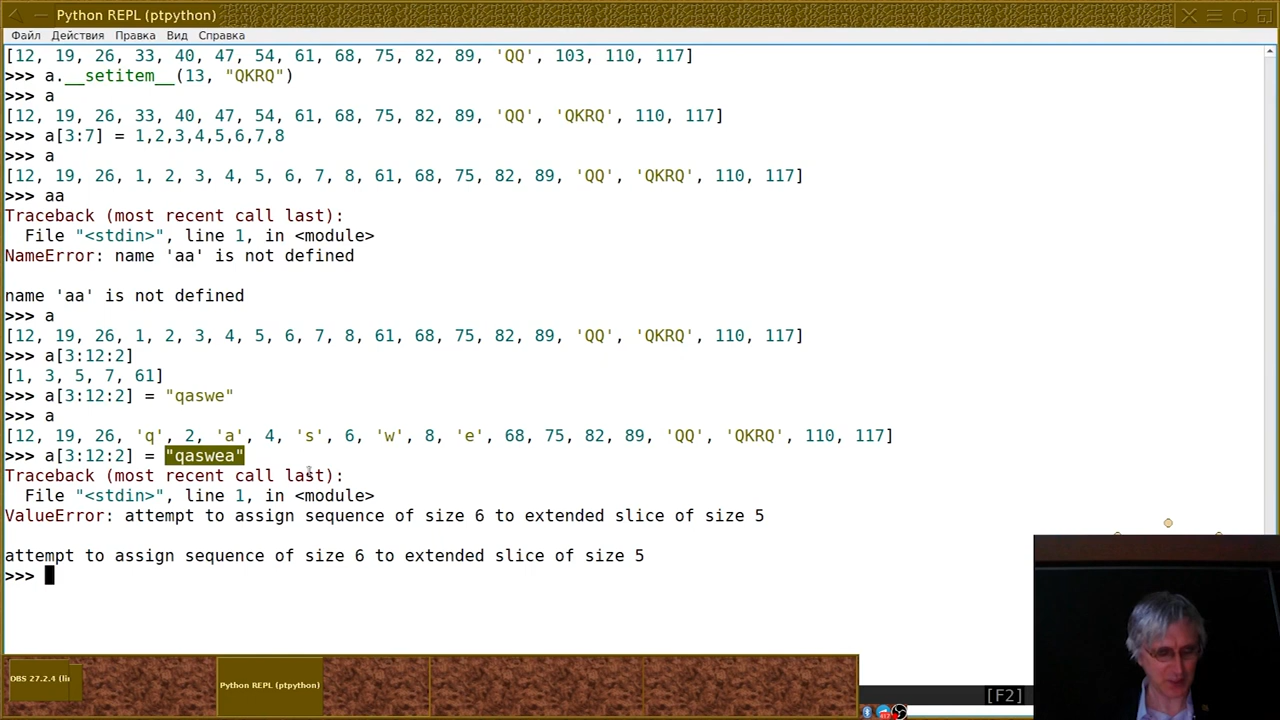 Python REPL (ptpython)
Файл Действия Правка Вид Справка
[12, 19, 26, 33, 40, 47, 54, 61, 68, 75, 82, 89, 'QQ', 103, 110, 117]
>>> a.__setitem__(13, "QKRQ")
>>> a
[12, 19, 26, 33, 40, 47, 54, 61, 68, 75, 82, 89, 'QQ', 'QKRQ', 110, 117]
>>> a[3:7] = 1,2,3,4,5,6,7,8
>>> a
[12, 19, 26, 1, 2, 3, 4, 5, 6, 7, 8, 61, 68, 75, 82, 89, 'QQ', 'QKRQ', 110, 117]
>>> aa
Traceback (most recent call last):
  File "<stdin>", line 1, in <module>
NameError: name 'aa' is not defined
name 'aa' is not defined
>>> a
[12, 19, 26, 1, 2, 3, 4, 5, 6, 7, 8, 61, 68, 75, 82, 89, 'QQ', 'QKRQ', 110, 117]
>>> a[3:12:2]
[1, 3, 5, 7, 61]
>>> a[3:12:2] = "qaswe"
>>> a
[12, 19, 26, 'q', 2, 'a', 4, 's', 6, 'w', 8, 'e', 68, 75, 82, 89, 'QQ', 'QKRQ', 110, 117]
>>> a[3:12:2] = "qaswea"
Traceback (most recent call last):
  File "<stdin>", line 1, in <module>
ValueError: attempt to assign sequence of size 6 to extended slice of size 5
attempt to assign sequence of size 6 to extended slice of size 5
>>>
OBS 27.2.4 (lin
Python REPL (ptpython)
[F2]